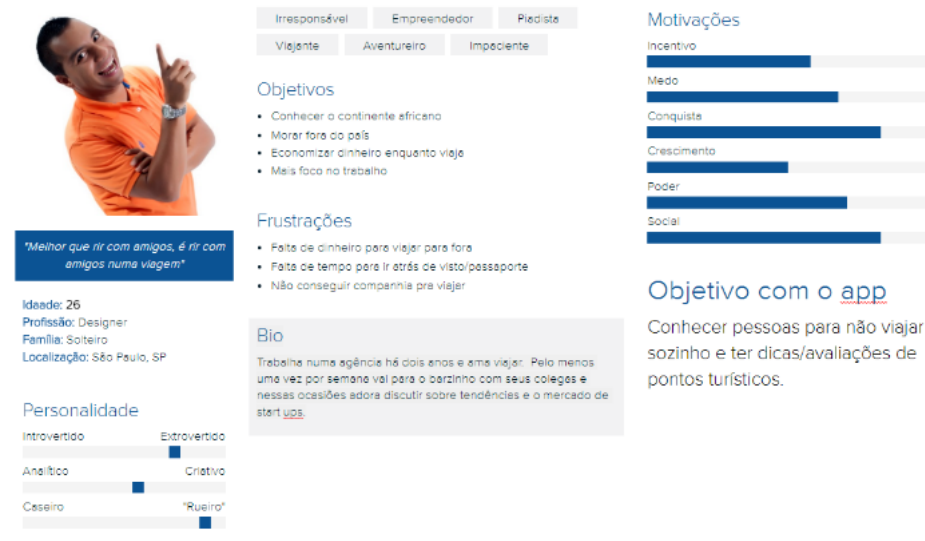 "Melhor que rir com amigos, é rir com
amigos numa viagem"
Idaade: 26
Profissão: Designer
Família: Solteiro
Localização: São Paulo, SP
Personalidade
Introvertido Extrovertido
Analítico Criativo
Caseiro "Rueiro"
Irresponsável Empreendedor Piadista
Viajante Aventureiro Impaciente
Objetivos
• Conhecer o continente africano
• Morar fora do país
• Economizar dinheiro enquanto viaja
• Mais foco no trabalho
Frustrações
• Falta de dinheiro para viajar para fora
• Falta de tempo para ir atrás de visto/passaporte
• Não conseguir companhia pra viajar
Bio
Trabalha numa agência há dois anos e ama viajar. Pelo menos
uma vez por semana vai para o barzinho com seus colegas e
nessas ocasiões adora discutir sobre tendências e o mercado de
start ups.
Motivações
Incentivo
Medo
Conquista
Crescimento
Poder
Social
Objetivo com o app
Conhecer pessoas para não viajar
sozinho e ter dicas/avaliações de
pontos turísticos.